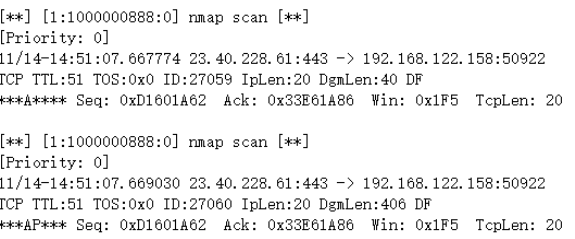 [**] [1:1000000888:0] nmap scan [**]
[Priority: 0]
11/14-14:51:07.667774 23.40.228.61:443 -> 192.168.122.158:50922
TCP TTL:51 TOS:0x0 ID:27059 IpLen:20 DgmLen:40 DF
***A**** Seq: 0xD1601A62 Ack: 0x33E61A86 Win: 0x1F5 TcpLen: 20
[**] [1:1000000888:0] nmap scan [**]
[Priority: 0]
11/14-14:51:07.669030 23.40.228.61:443 -> 192.168.122.158:50922
TCP TTL:51 TOS:0x0 ID:27060 IpLen:20 DgmLen:406 DF
***AP*** Seq: 0xD1601A62 Ack: 0x33E61A86 Win: 0x1F5 TcpLen: 20